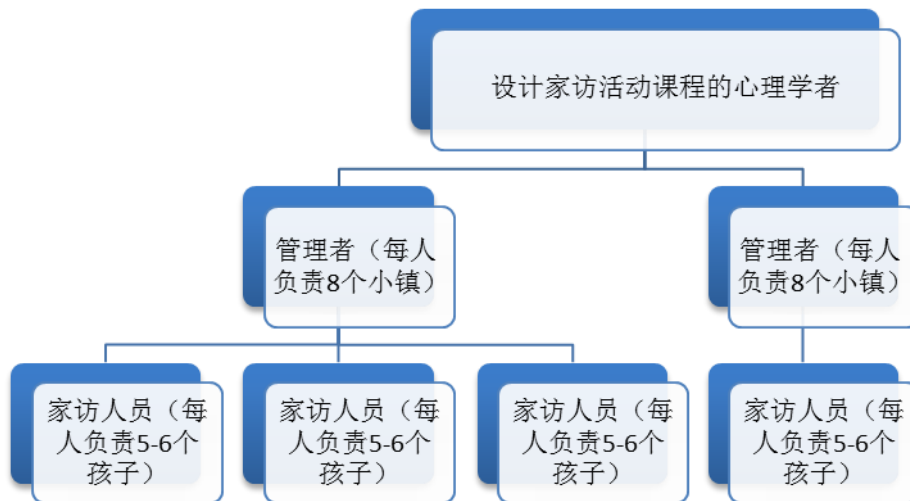 设计家访活动课程的心理学者
管理者（每人
负责8个小镇）
管理者（每人
负责8个小镇）
家访人员（每
人负责5-6个
孩子）
家访人员（每
人负责5-6个
孩子）
家访人员（每
人负责5-6个
孩子）
家访人员（每
人负责5-6个
孩子）